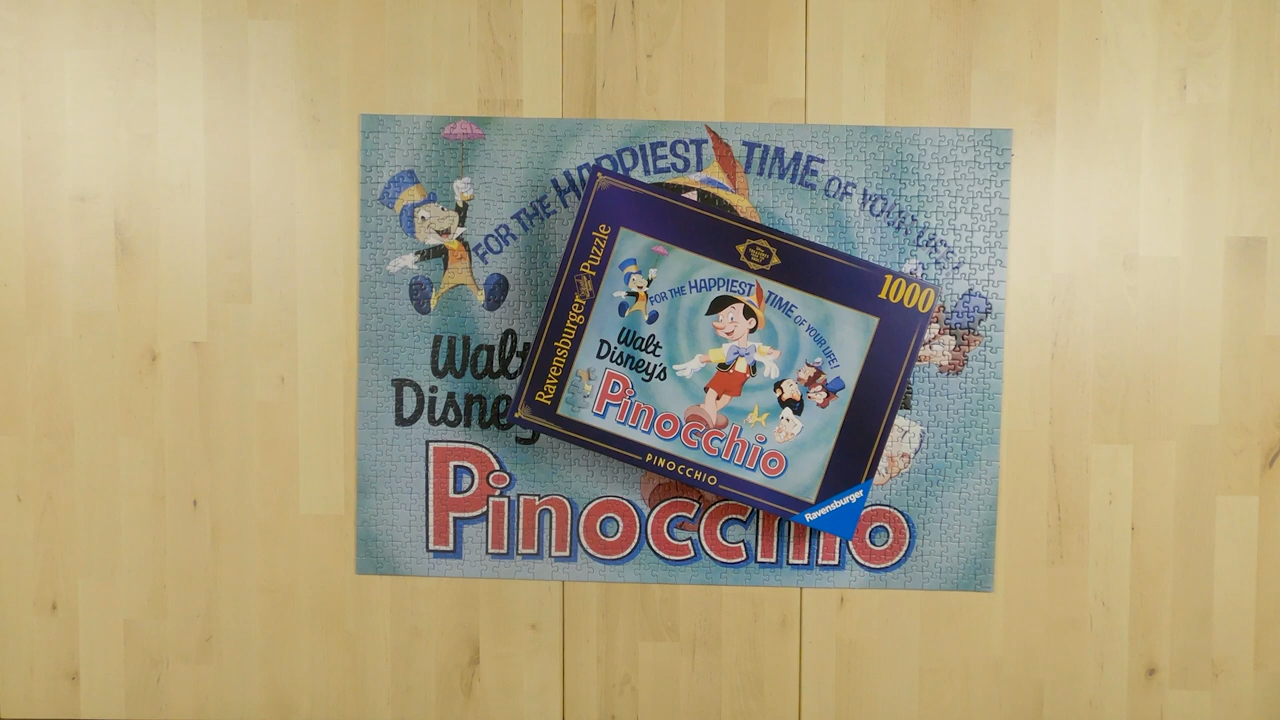 FOR THE HAPPIEST TIME OF YOUR LIFE!
Walt
Disney
Pinocchio
Ravensburger Puzzle
1000
FOR THE HAPPIEST TIME OF YOUR LIFE!
Walt
Disney's
Pinocchio
PINOCCHIO
Ravensburger